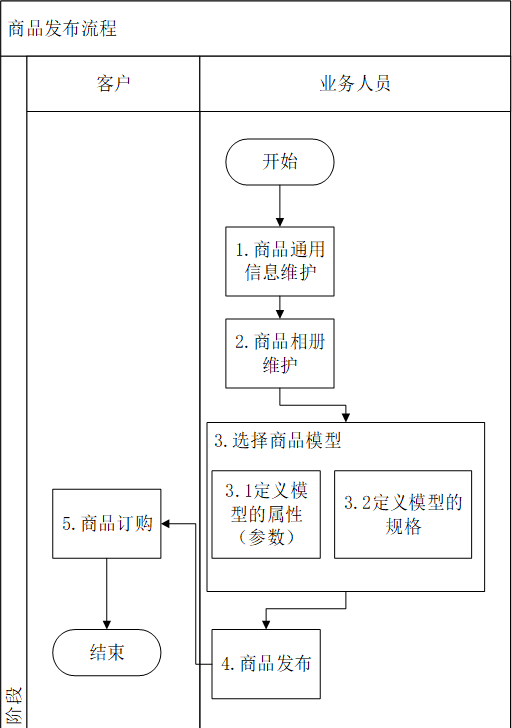 商品发布流程
客户
业务人员
开始
1.商品通用
信息维护
2.商品相册
维护
3.选择商品模型
3.1定义模
型的属性
（参数）
3.2定义模型的
规格
5.商品订购
结束
4.商品发布
阶段